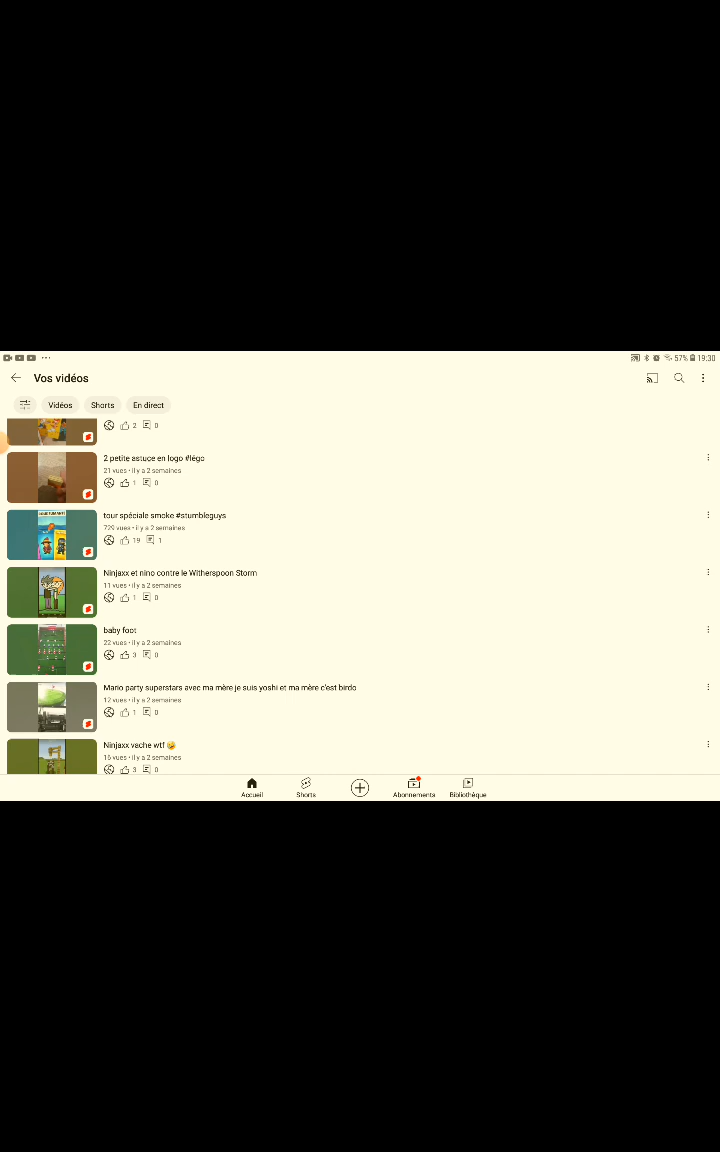 57% 19:30
Vos vidéos
Vidéos Shorts En direct
2 0
2 petite astuce en logo #légo
21 vues • il y a 2 semaines
1 0
tour spéciale smoke #stumbleguys
729 vues • il y a 2 semaines
19 1
Ninjaxx et nino contre le Witherspoon Storm
11 vues • il y a 2 semaines
1 0
baby foot
22 vues • il y a 2 semaines
3 0
Mario party superstars avec ma mère je suis yoshi et ma mère c'est birdo
12 vues • il y a 2 semaines
1 0
Ninjaxx vache wtf 🤣
16 vues • il y a 2 semaines
3 0
Accueil Shorts Abonnements Bibliothèque